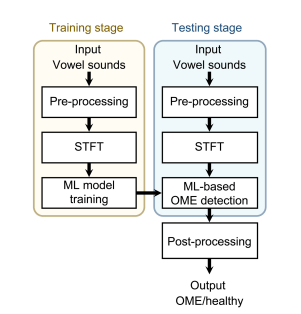 Training stage
Testing stage
Input
Vowel sounds
Input
Vowel sounds
Pre-processing
Pre-processing
STFT
STFT
ML model
training
ML-based
OME detection
Post-processing
Output
OME/healthy